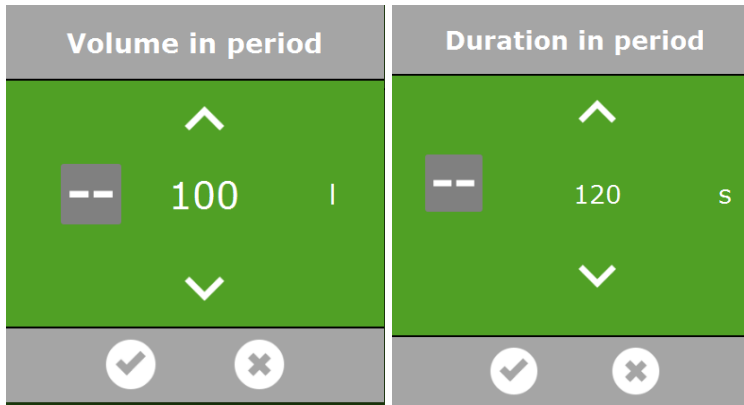 Volume in period
-- 100 l
Duration in period
-- 120 s